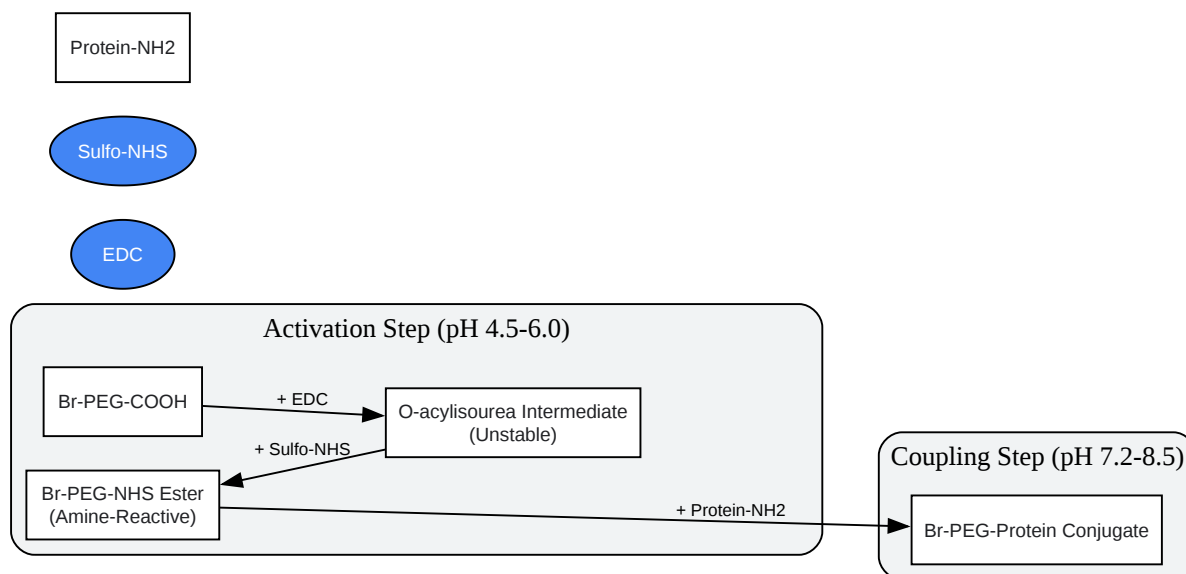 Protein-NH2
Sulfo-NHS
EDC
Activation Step (pH 4.5-6.0)
Br-PEG-COOH
+ EDC
O-acylisourea Intermediate
(Unstable)
+ Sulfo-NHS
Br-PEG-NHS Ester
(Amine-Reactive)
+ Protein-NH2
Coupling Step (pH 7.2-8.5)
Br-PEG-Protein Conjugate